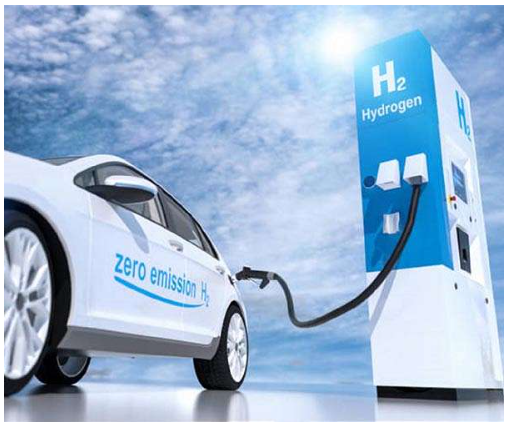 H₂
Hydrogen
H₂
zero emission H₂